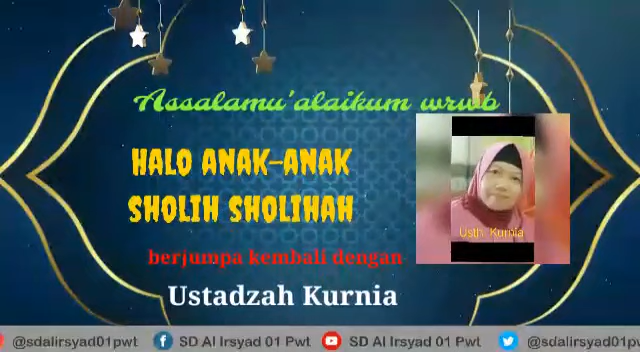 Assalamu'alaikum wrwb
HALO ANAK-ANAK
SHOLIH SHOLIHAH
Usth. Kurnia
berjumpa kembali dengan
Ustadzah Kurnia
@sdalirsyad01pwt SD Al Irsyad 01 Pwt SD Al Irsyad 01 Pwt @sdalirsyad01pw